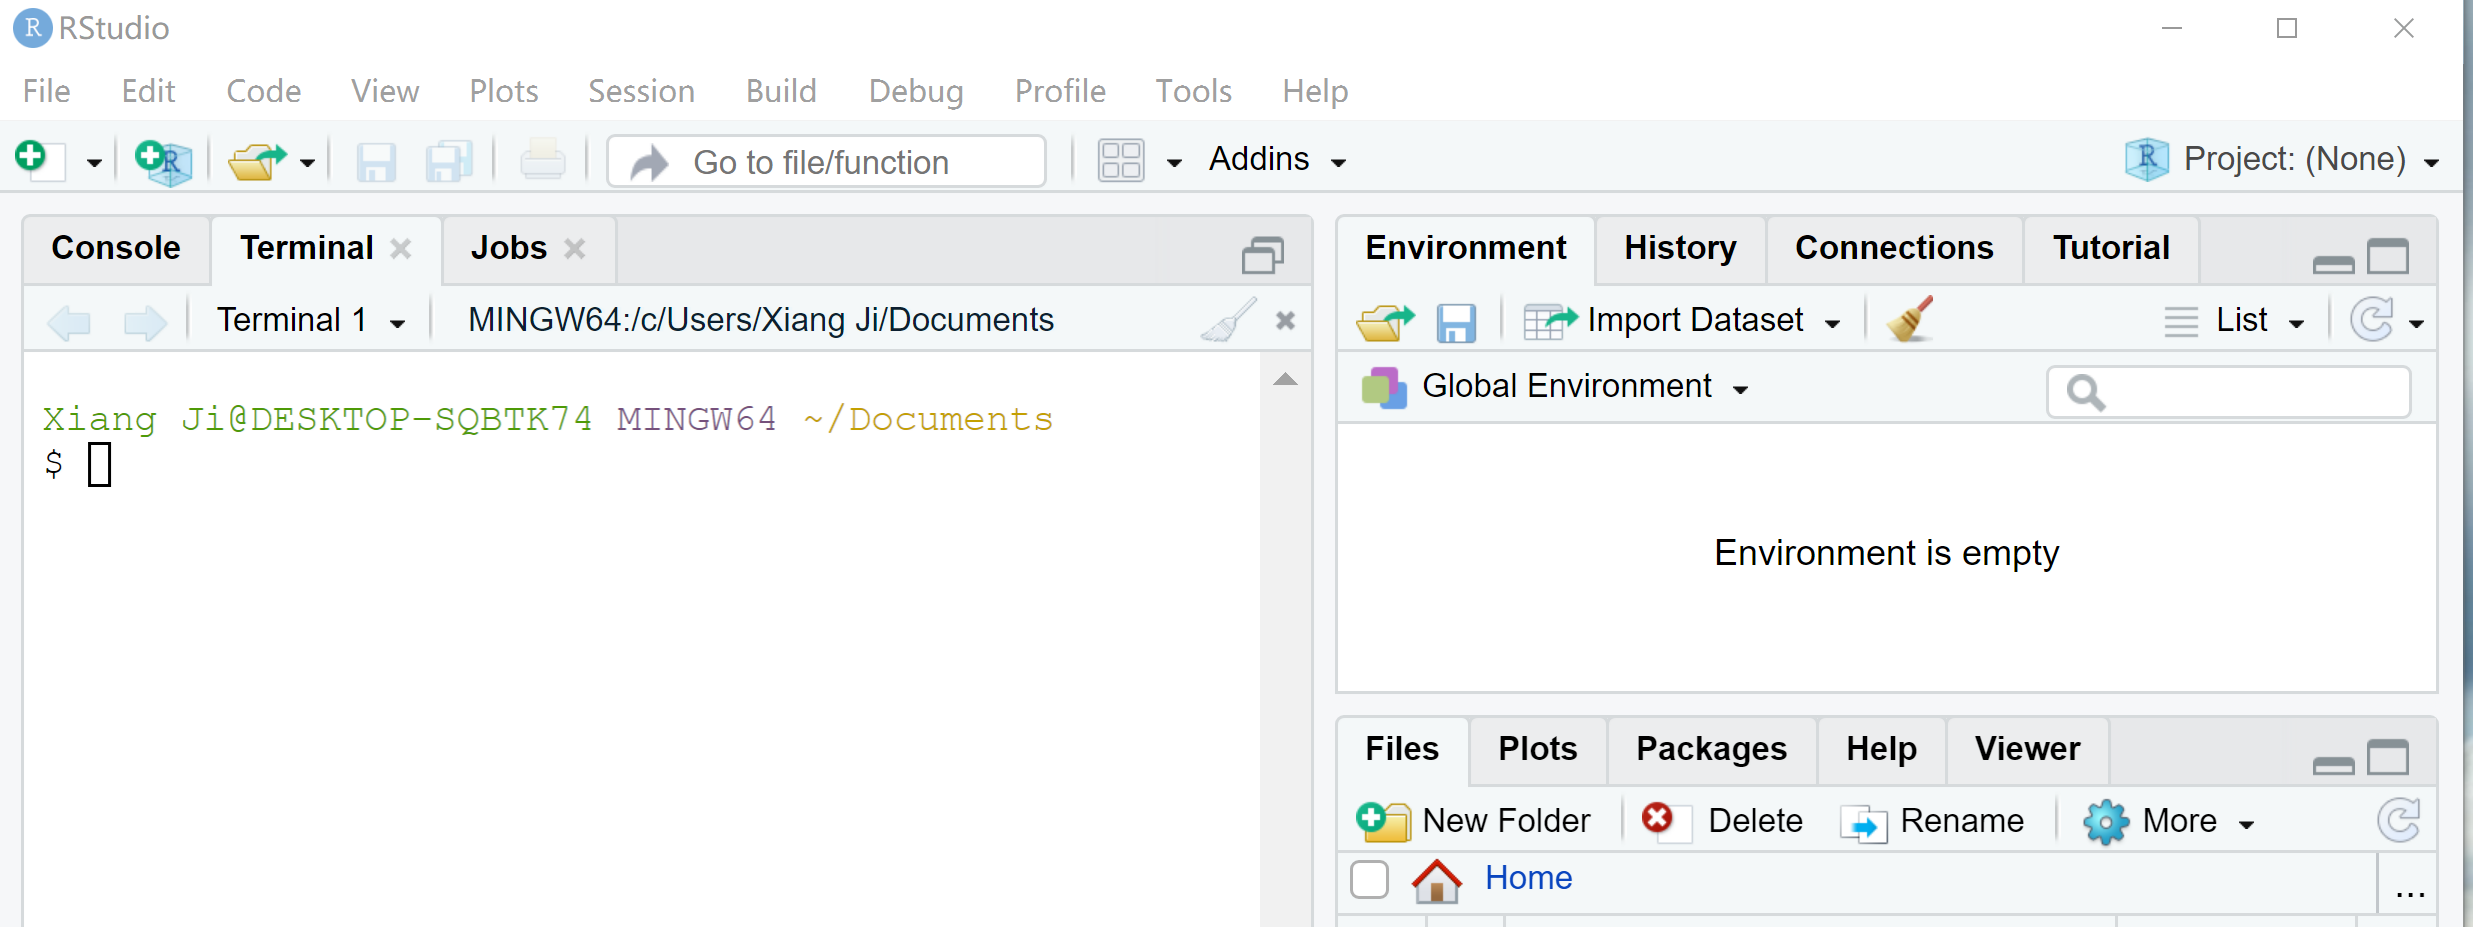 RStudio
File Edit Code View Plots Session Build Debug Profile Tools Help
Go to file/function Addins Project: (None)
Console Terminal Jobs
Terminal 1 MINGW64:/c/Users/Xiang Ji/Documents
Xiang Ji@DESKTOP-SQBTK74 MINGW64 ~/Documents
$
Environment History Connections Tutorial
Import Dataset List
Global Environment
Environment is empty
Files Plots Packages Help Viewer
New Folder Delete Rename More
Home ...